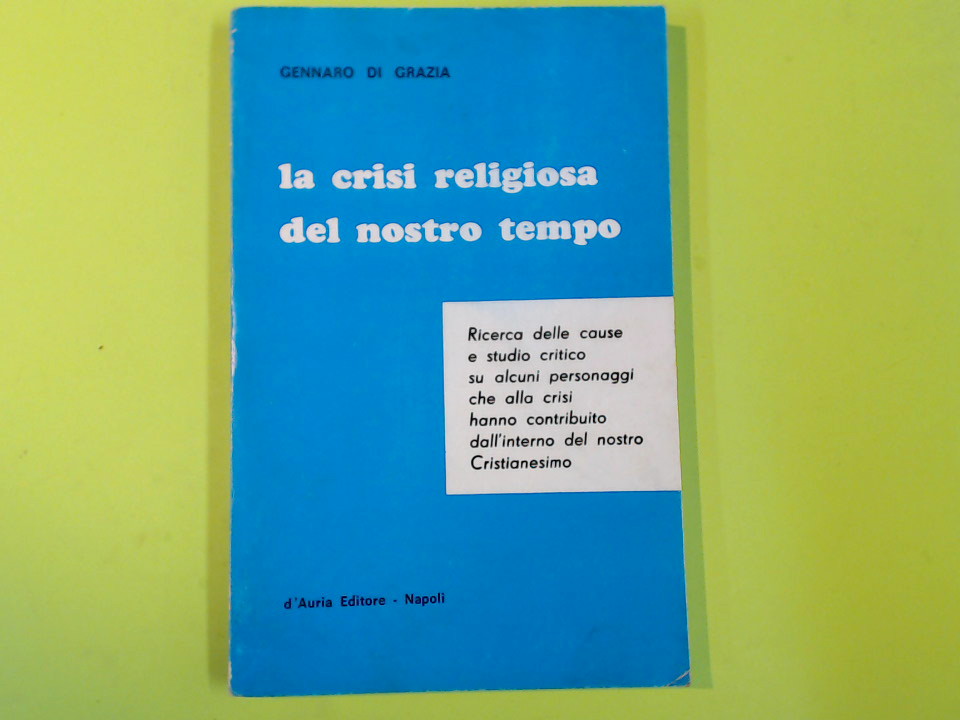 GENNARO DI GRAZIA
la crisi religiosa
del nostro tempo
Ricerca delle cause
e studio critico
su alcuni personaggi
che alla crisi
hanno contribuito
dall'interno del nostro
Cristianesimo
d'Auria Editore - Napoli